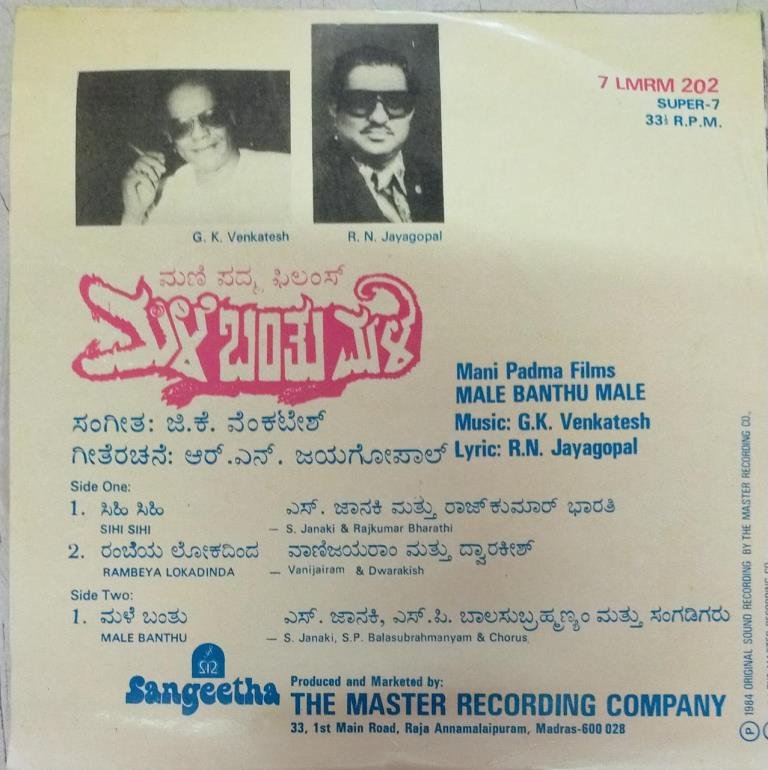 7 LMRM 202
SUPER-7
33⅓ R.P.M.
G. K. Venkatesh
R. N. Jayagopal
ಮಣಿ ಪದ್ಮ ಫಿಲಂಸ್
ಮಳೆ ಬಂತು ಮಳೆ
Mani Padma Films
MALE BANTHU MALE
ಸಂಗೀತ: ಜಿ.ಕೆ. ವೆಂಕಟೇಶ್
Music: G.K. Venkatesh
ಗೀತೆರಚನೆ: ಆರ್.ಎನ್. ಜಯಗೋಪಾಲ್
Lyric: R.N. Jayagopal
Side One:
1. ಸಿಹಿ ಸಿಹಿ ಎಸ್. ಜಾನಕಿ ಮತ್ತು ರಾಜ್‌ಕುಮಾರ್ ಭಾರತಿ
SIHI SIHI — S. Janaki & Rajkumar Bharathi
2. ರಂಬೆಯ ಲೋಕದಿಂದ ವಾಣಿಜಯರಾಂ ಮತ್ತು ದ್ವಾರಕೀಶ್
RAMBEYA LOKADINDA — Vanijairam & Dwarakish
Side Two:
1. ಮಳೆ ಬಂತು ಎಸ್. ಜಾನಕಿ, ಎಸ್.ಪಿ. ಬಾಲಸುಬ್ರಹ್ಮಣ್ಯಂ ಮತ್ತು ಸಂಗಡಿಗರು
MALE BANTHU — S. Janaki, S.P. Balasubrahmanyam & Chorus
Sangeetha
Produced and Marketed by:
THE MASTER RECORDING COMPANY
33, 1st Main Road, Raja Annamalaipuram, Madras-600 028
Ⓟ 1984 ORIGINAL SOUND RECORDING BY THE MASTER RECORDING CO.,